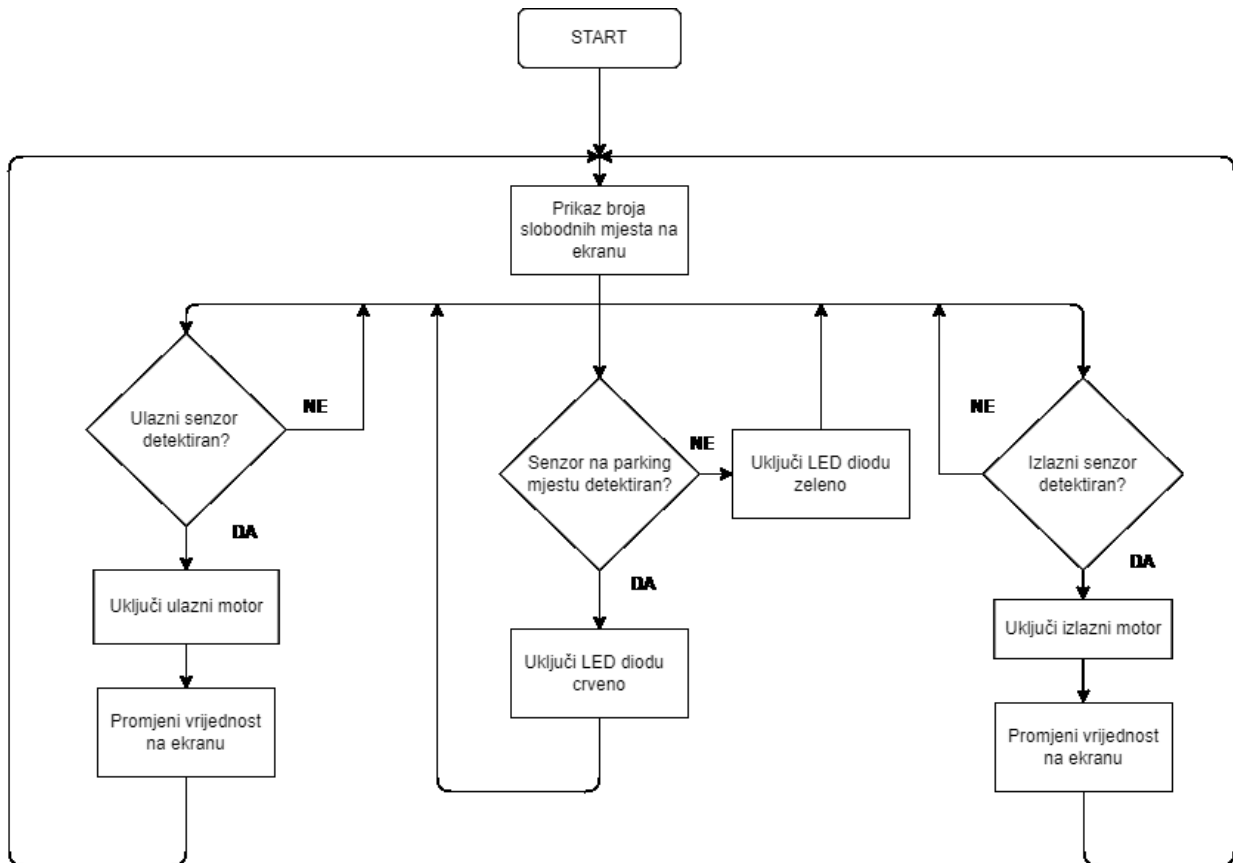 START
Prikaz broja
slobodnih mjesta na
ekranu
Ulazni senzor
detektiran?
NE
DA
Uključi ulazni motor
Promjeni vrijednost
na ekranu
Senzor na parking
mjestu detektiran?
NE
Uključi LED diodu
zeleno
DA
Uključi LED diodu
crveno
NE
Izlazni senzor
detektiran?
DA
Uključi izlazni motor
Promjeni vrijednost
na ekranu